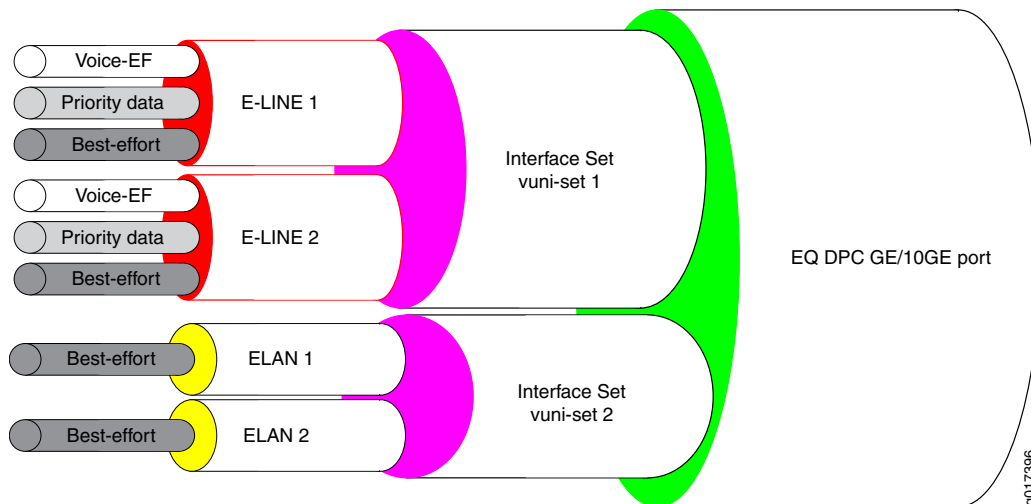 Voice-EF
Priority data
Best-effort
E-LINE 1
Voice-EF
Priority data
Best-effort
E-LINE 2
Interface Set
vuni-set 1
Best-effort
ELAN 1
Best-effort
ELAN 2
Interface Set
vuni-set 2
EQ DPC GE/10GE port
g017396